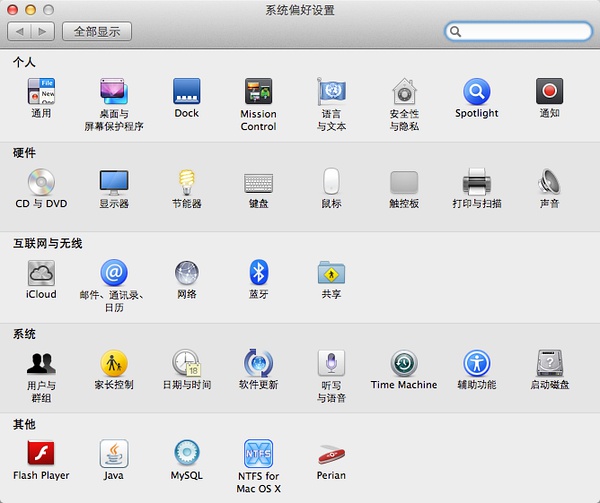 系统偏好设置
全部显示
个人
File
New
One
通用
桌面与
屏幕保护程序
Dock
Mission
Control
语言
与文本
安全性
与隐私
Spotlight
通知
硬件
CD 与 DVD
显示器
节能器
键盘
鼠标
触控板
打印与扫描
声音
互联网与无线
iCloud
@
邮件、通讯录、
日历
网络
蓝牙
共享
系统
用户与
群组
家长控制
18
日期与时间
软件更新
听写
与语音
Time Machine
辅助功能
?
启动磁盘
其他
Flash Player
Java
MySQL
NTFS
NTFS for
Mac OS X
Perian